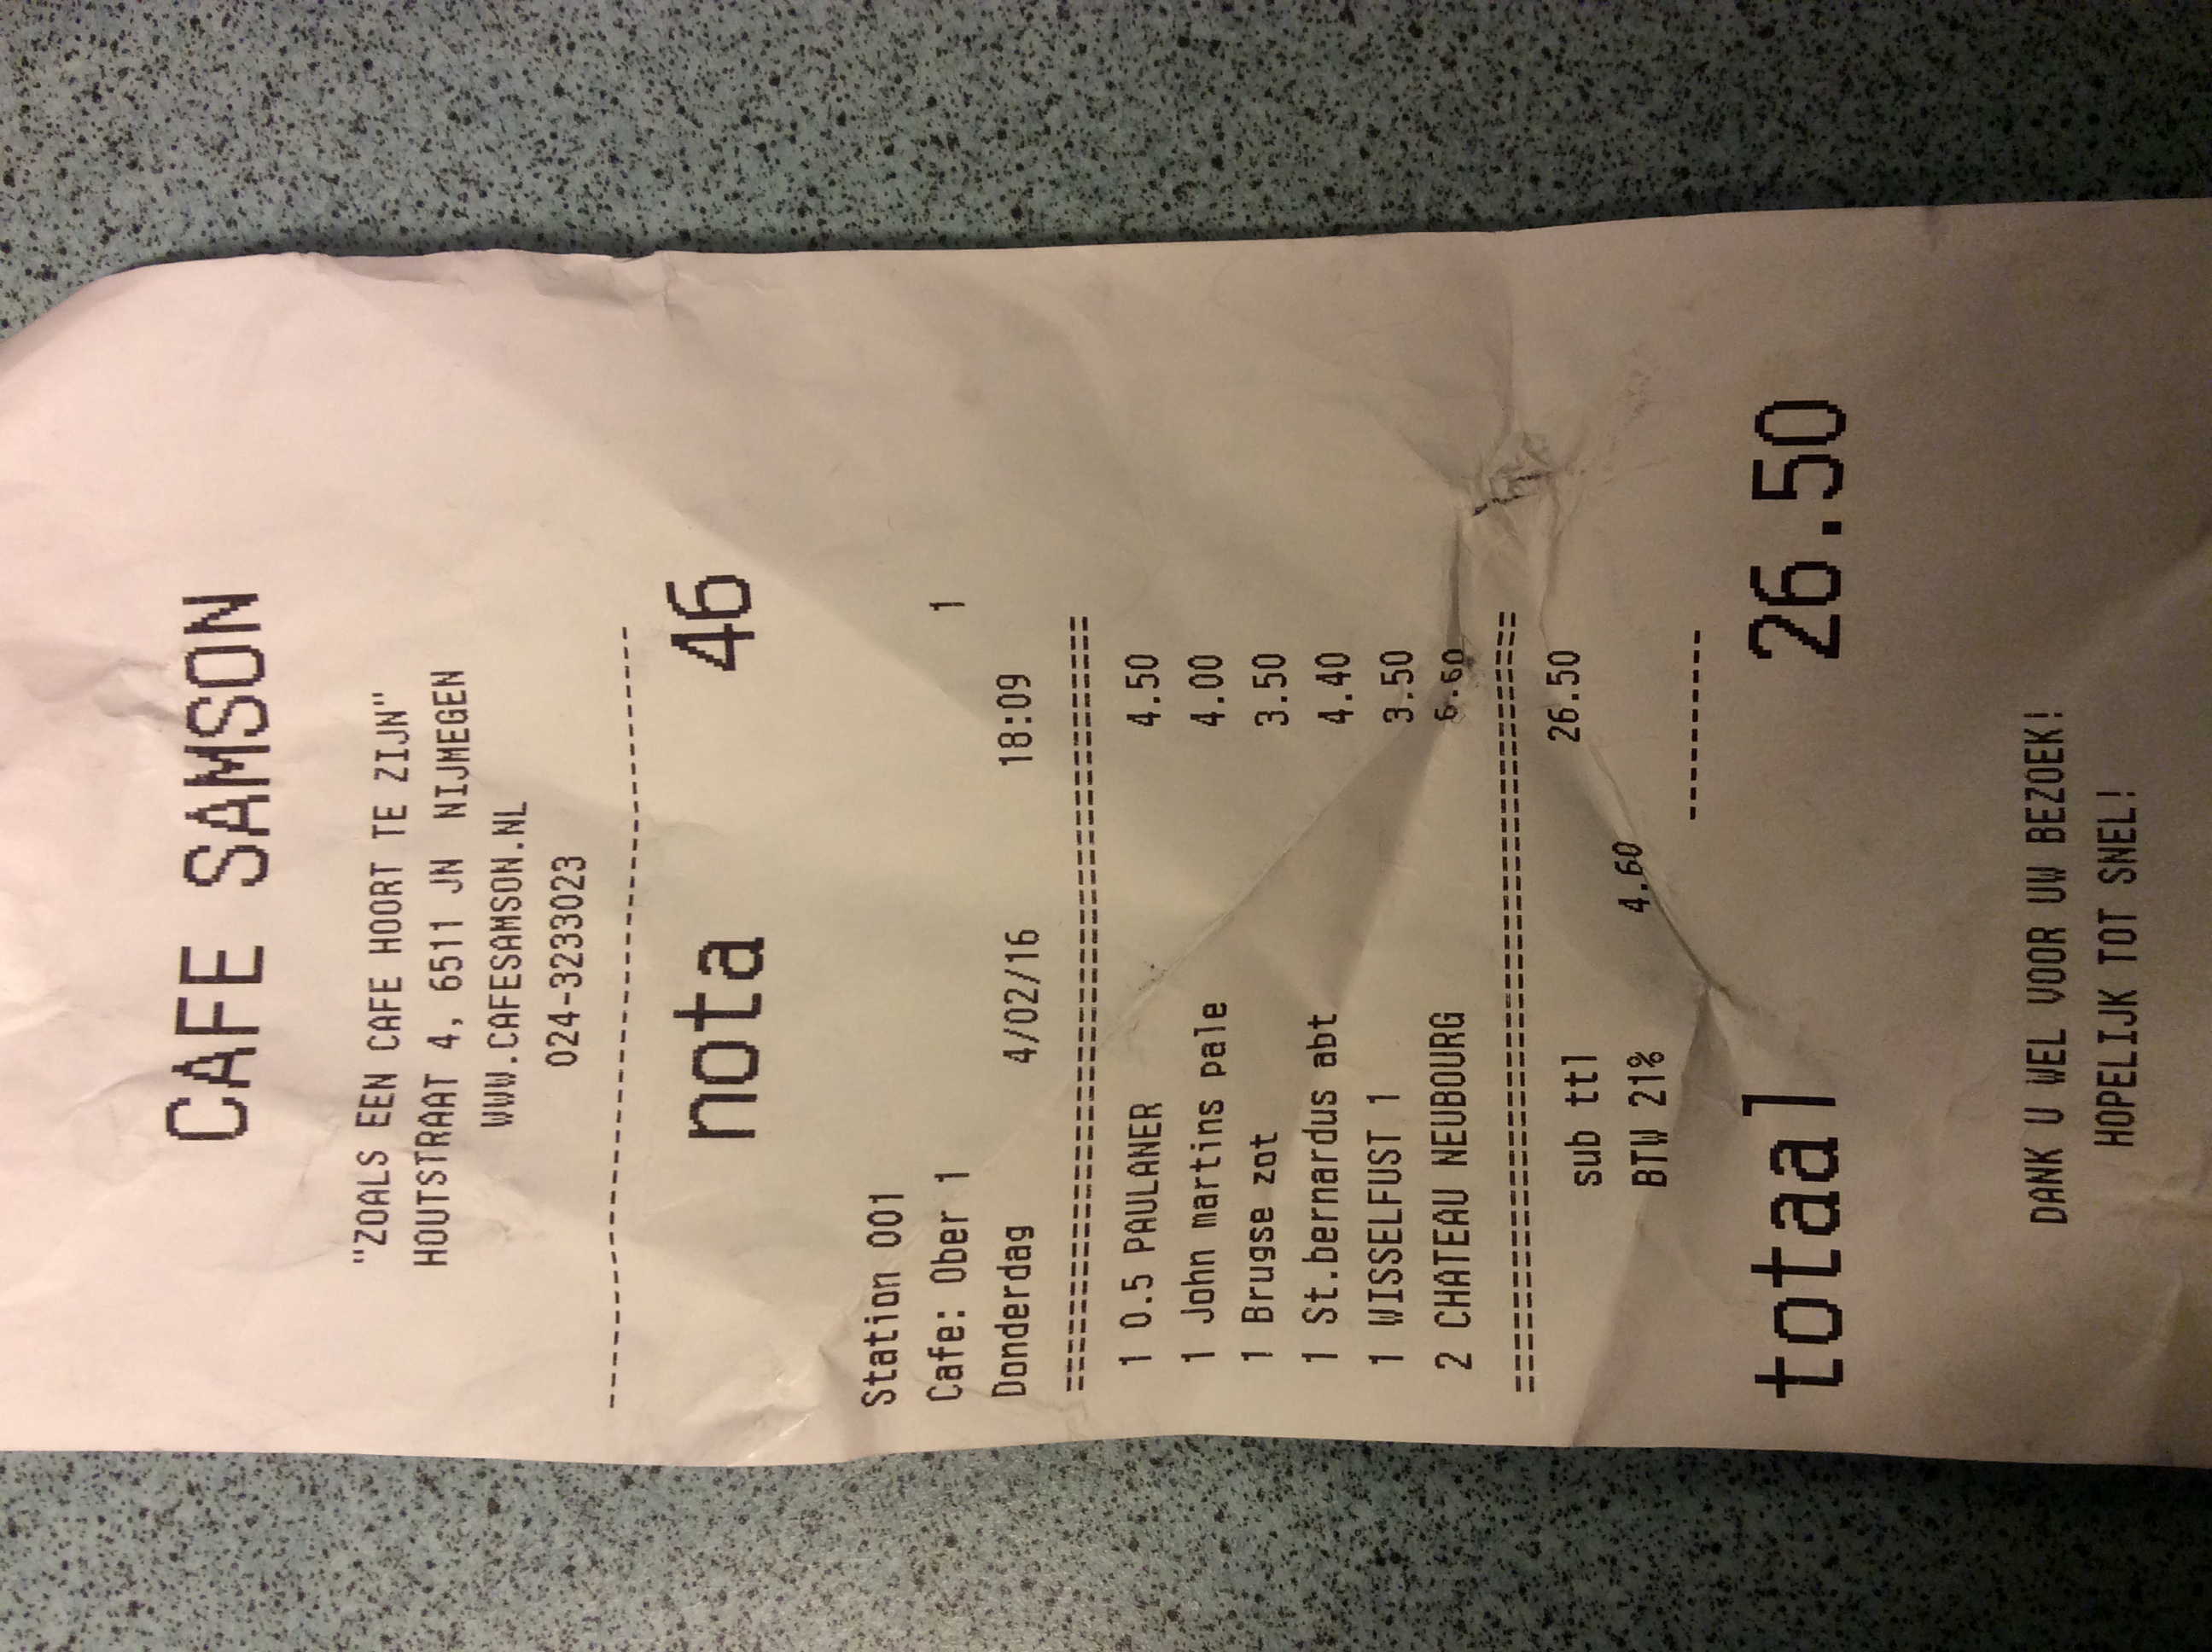 CAFE SAMSON
"ZOALS EEN CAFE HOORT TE ZIJN"
HOUTSTRAAT 4, 6511 JN NIJMEGEN
WWW.CAFESAMSON.NL
024-3233023
--------------------------------
nota 46
Station 001
Cafe: Ober 1 1
Donderdag 4/02/16 18:09
================================
1 0.5 PAULANER 4.50
1 John martins pale 4.00
1 Brugse zot 3.50
1 St.bernardus abt 4.40
1 WISSELFUST 1 3.50
2 CHATEAU NEUBOURG 6.60
================================
sub ttl 26.50
BTW 21% 4.60
---------
totaal 26.50
DANK U WEL VOOR UW BEZOEK!
HOPELIJK TOT SNEL!